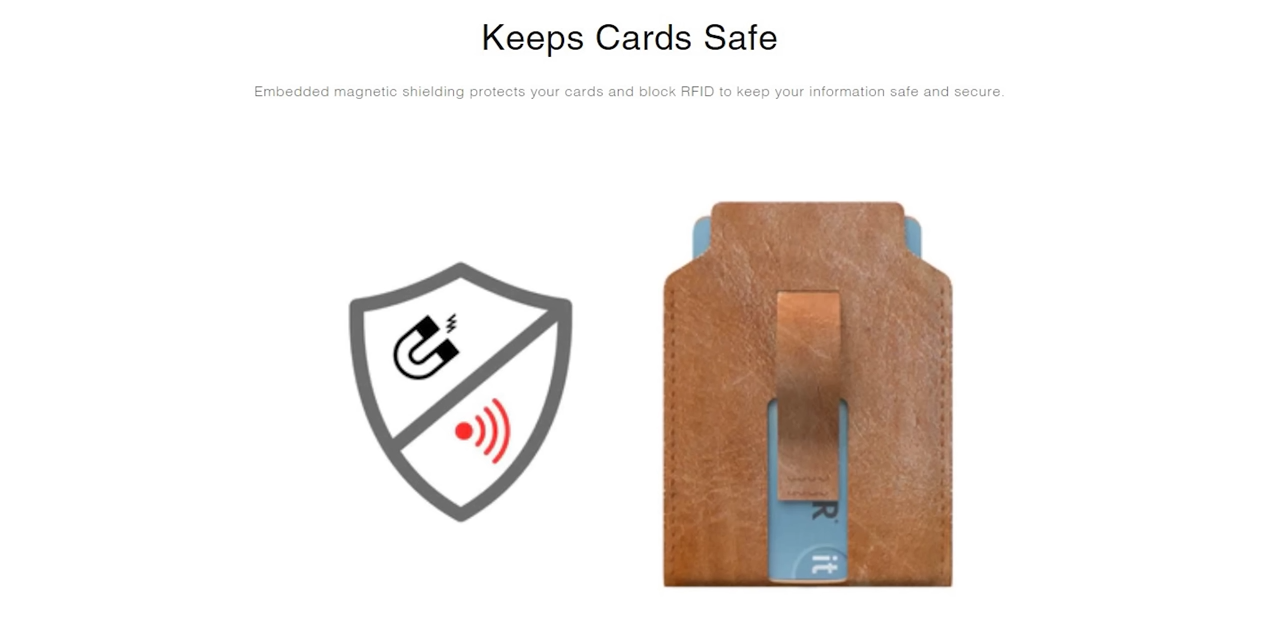 Keeps Cards Safe
Embedded magnetic shielding protects your cards and block RFID to keep your information safe and secure.
R
it